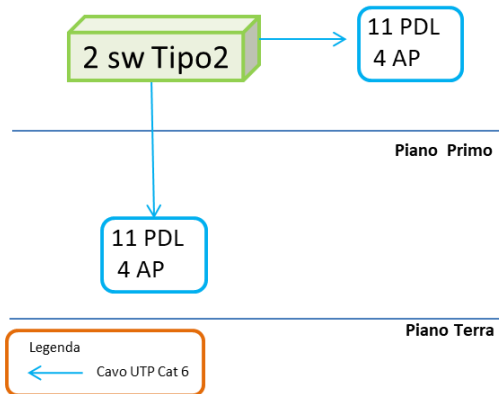 2 sw Tipo2
11 PDL
4 AP
Piano Primo
11 PDL
4 AP
Piano Terra
Legenda
Cavo UTP Cat 6